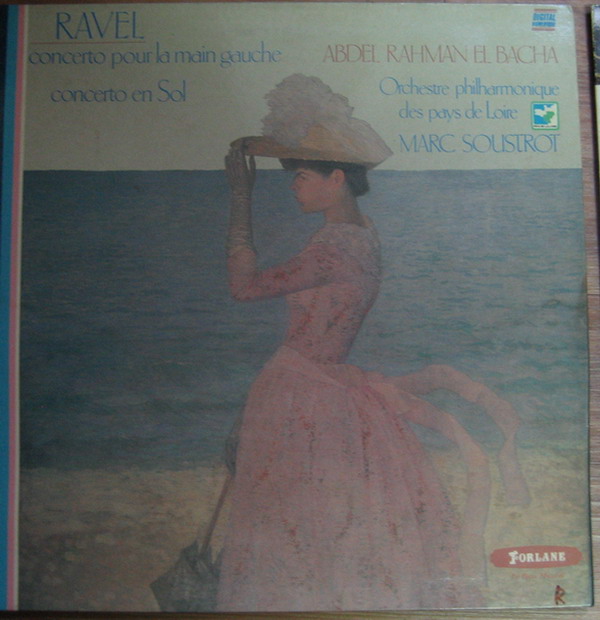 RAVEL
concerto pour la main gauche
concerto en Sol
DIGITAL
ABDEL RAHMAN EL BACHA
Orchestre philharmonique
des pays de Loire
MARC SOUSTROT
FORLANE
R